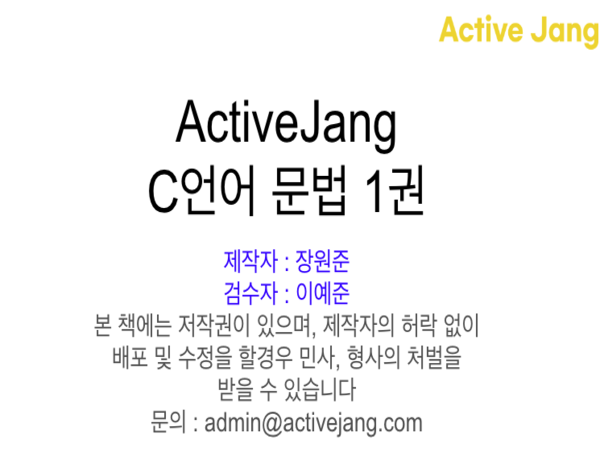 Active Jang
ActiveJang
C언어 문법 1권
제작자 : 장원준
검수자 : 이예준
본 책에는 저작권이 있으며, 제작자의 허락 없이
배포 및 수정을 할경우 민사, 형사의 처벌을
받을 수 있습니다
문의 : admin@activejang.com